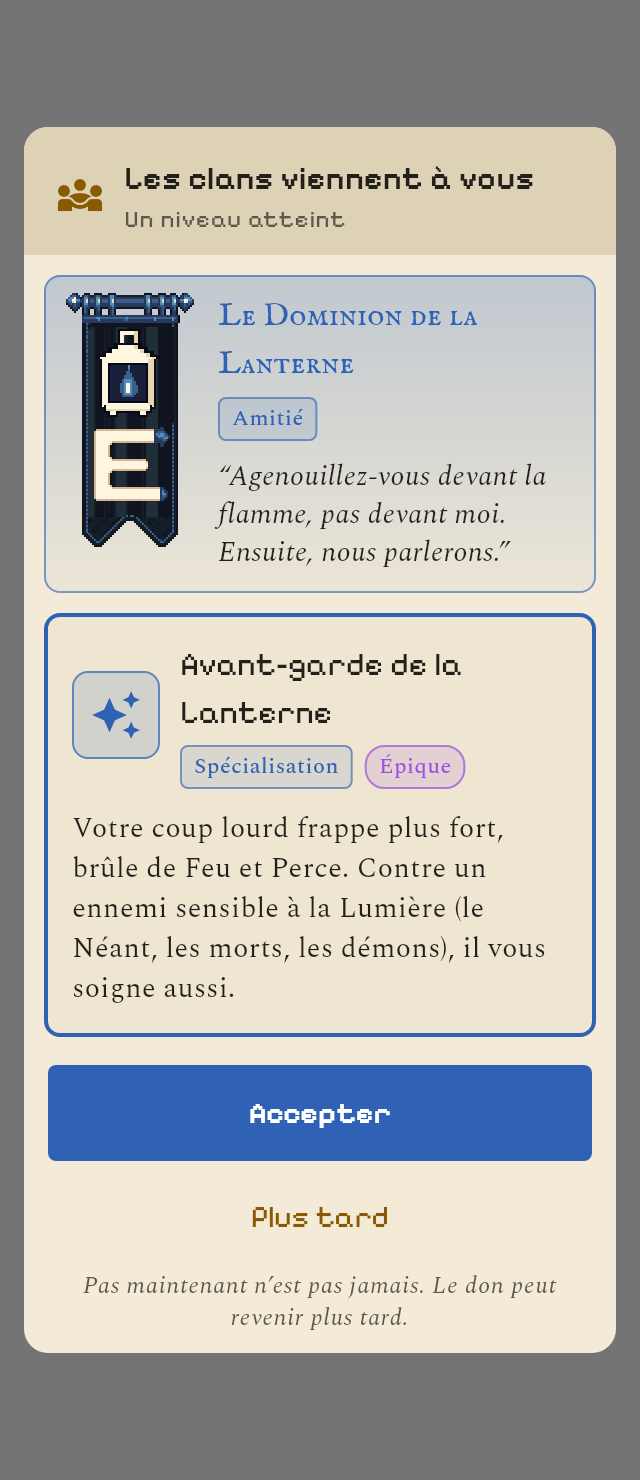 Les clans viennent à vous
Un niveau atteint
Le Dominion de la
Lanterne
Amitié
“Agenouillez-vous devant la
flamme, pas devant moi.
Ensuite, nous parlerons.”
E
Avant-garde de la
Lanterne
Spécialisation Épique
Votre coup lourd frappe plus fort,
brûle de Feu et Perce. Contre un
ennemi sensible à la Lumière (le
Néant, les morts, les démons), il vous
soigne aussi.
Accepter
Plus tard
Pas maintenant n’est pas jamais. Le don peut
revenir plus tard.